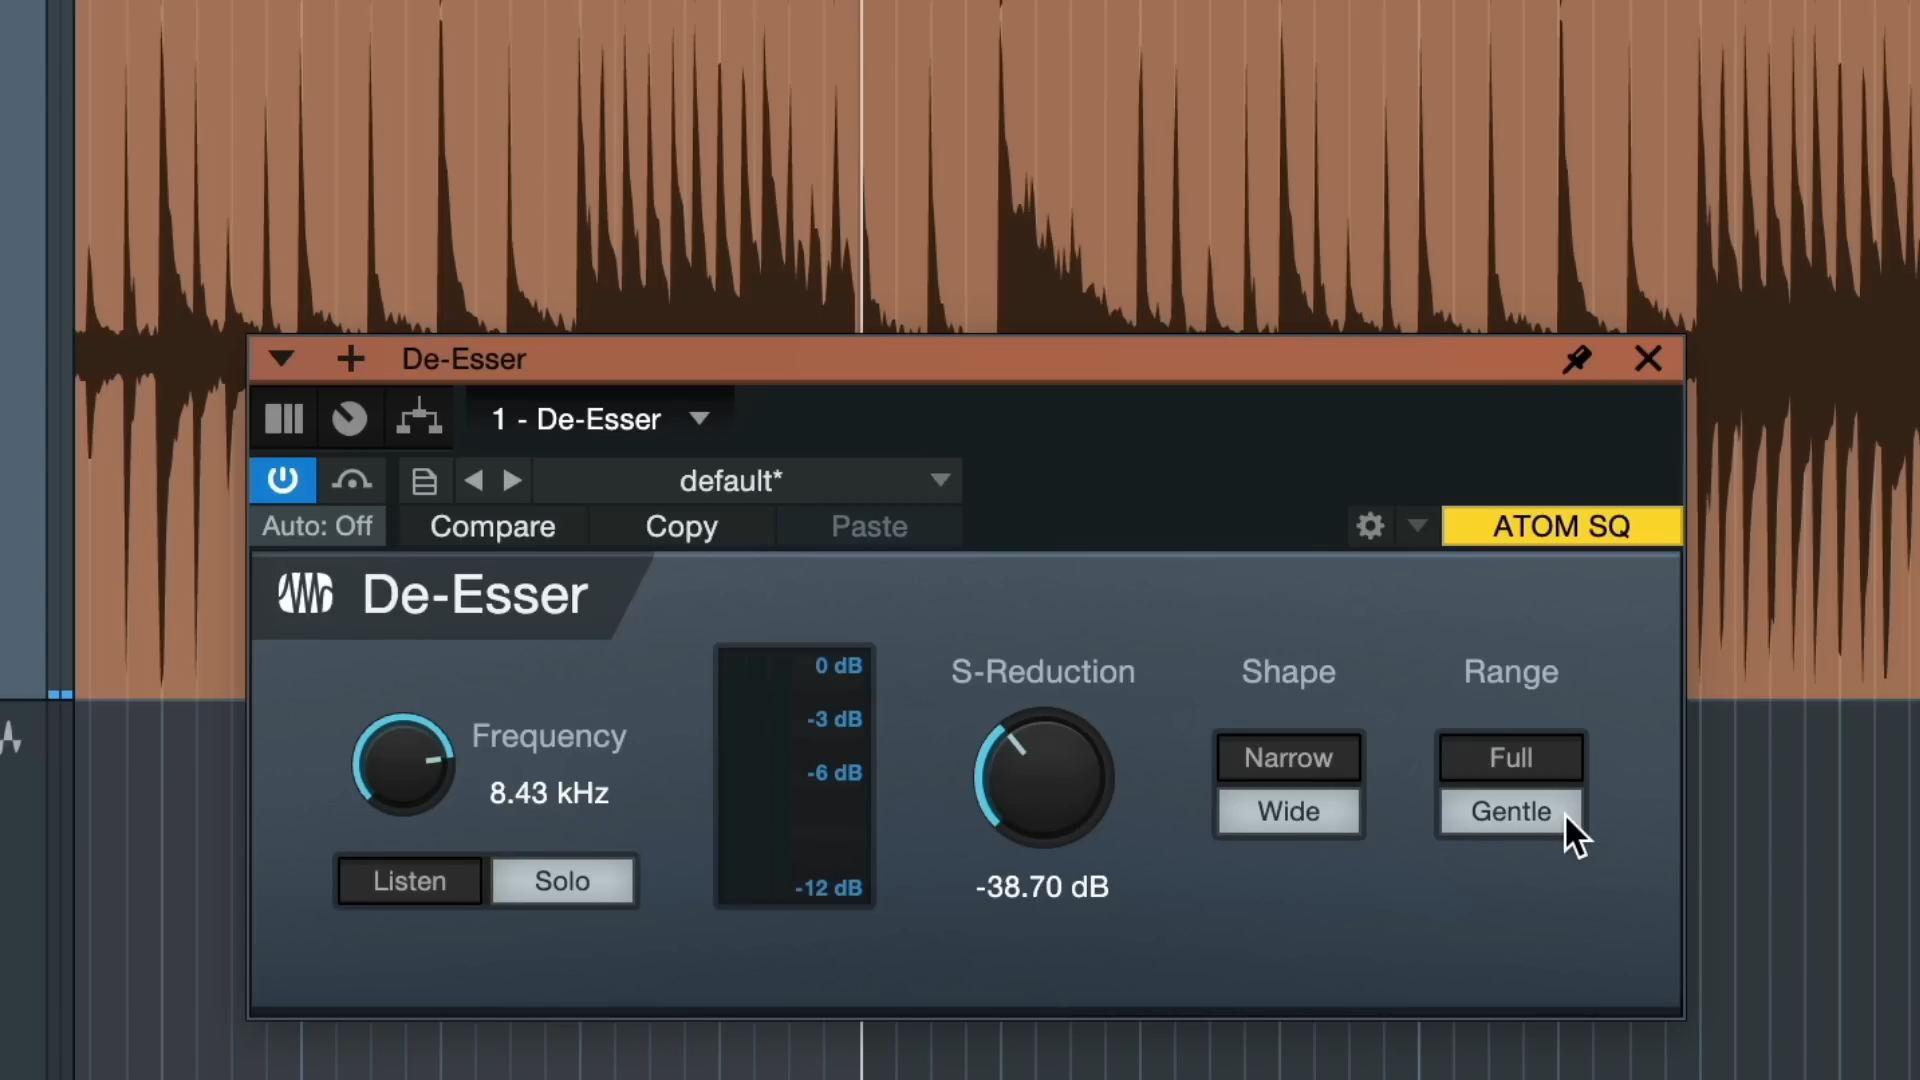 De-Esser
1 - De-Esser
default*
Auto: Off
Compare
Copy
Paste
ATOM SQ
De-Esser
Frequency
8.43 kHz
Listen
Solo
0 dB
-3 dB
-6 dB
-12 dB
S-Reduction
-38.70 dB
Shape
Narrow
Wide
Range
Full
Gentle